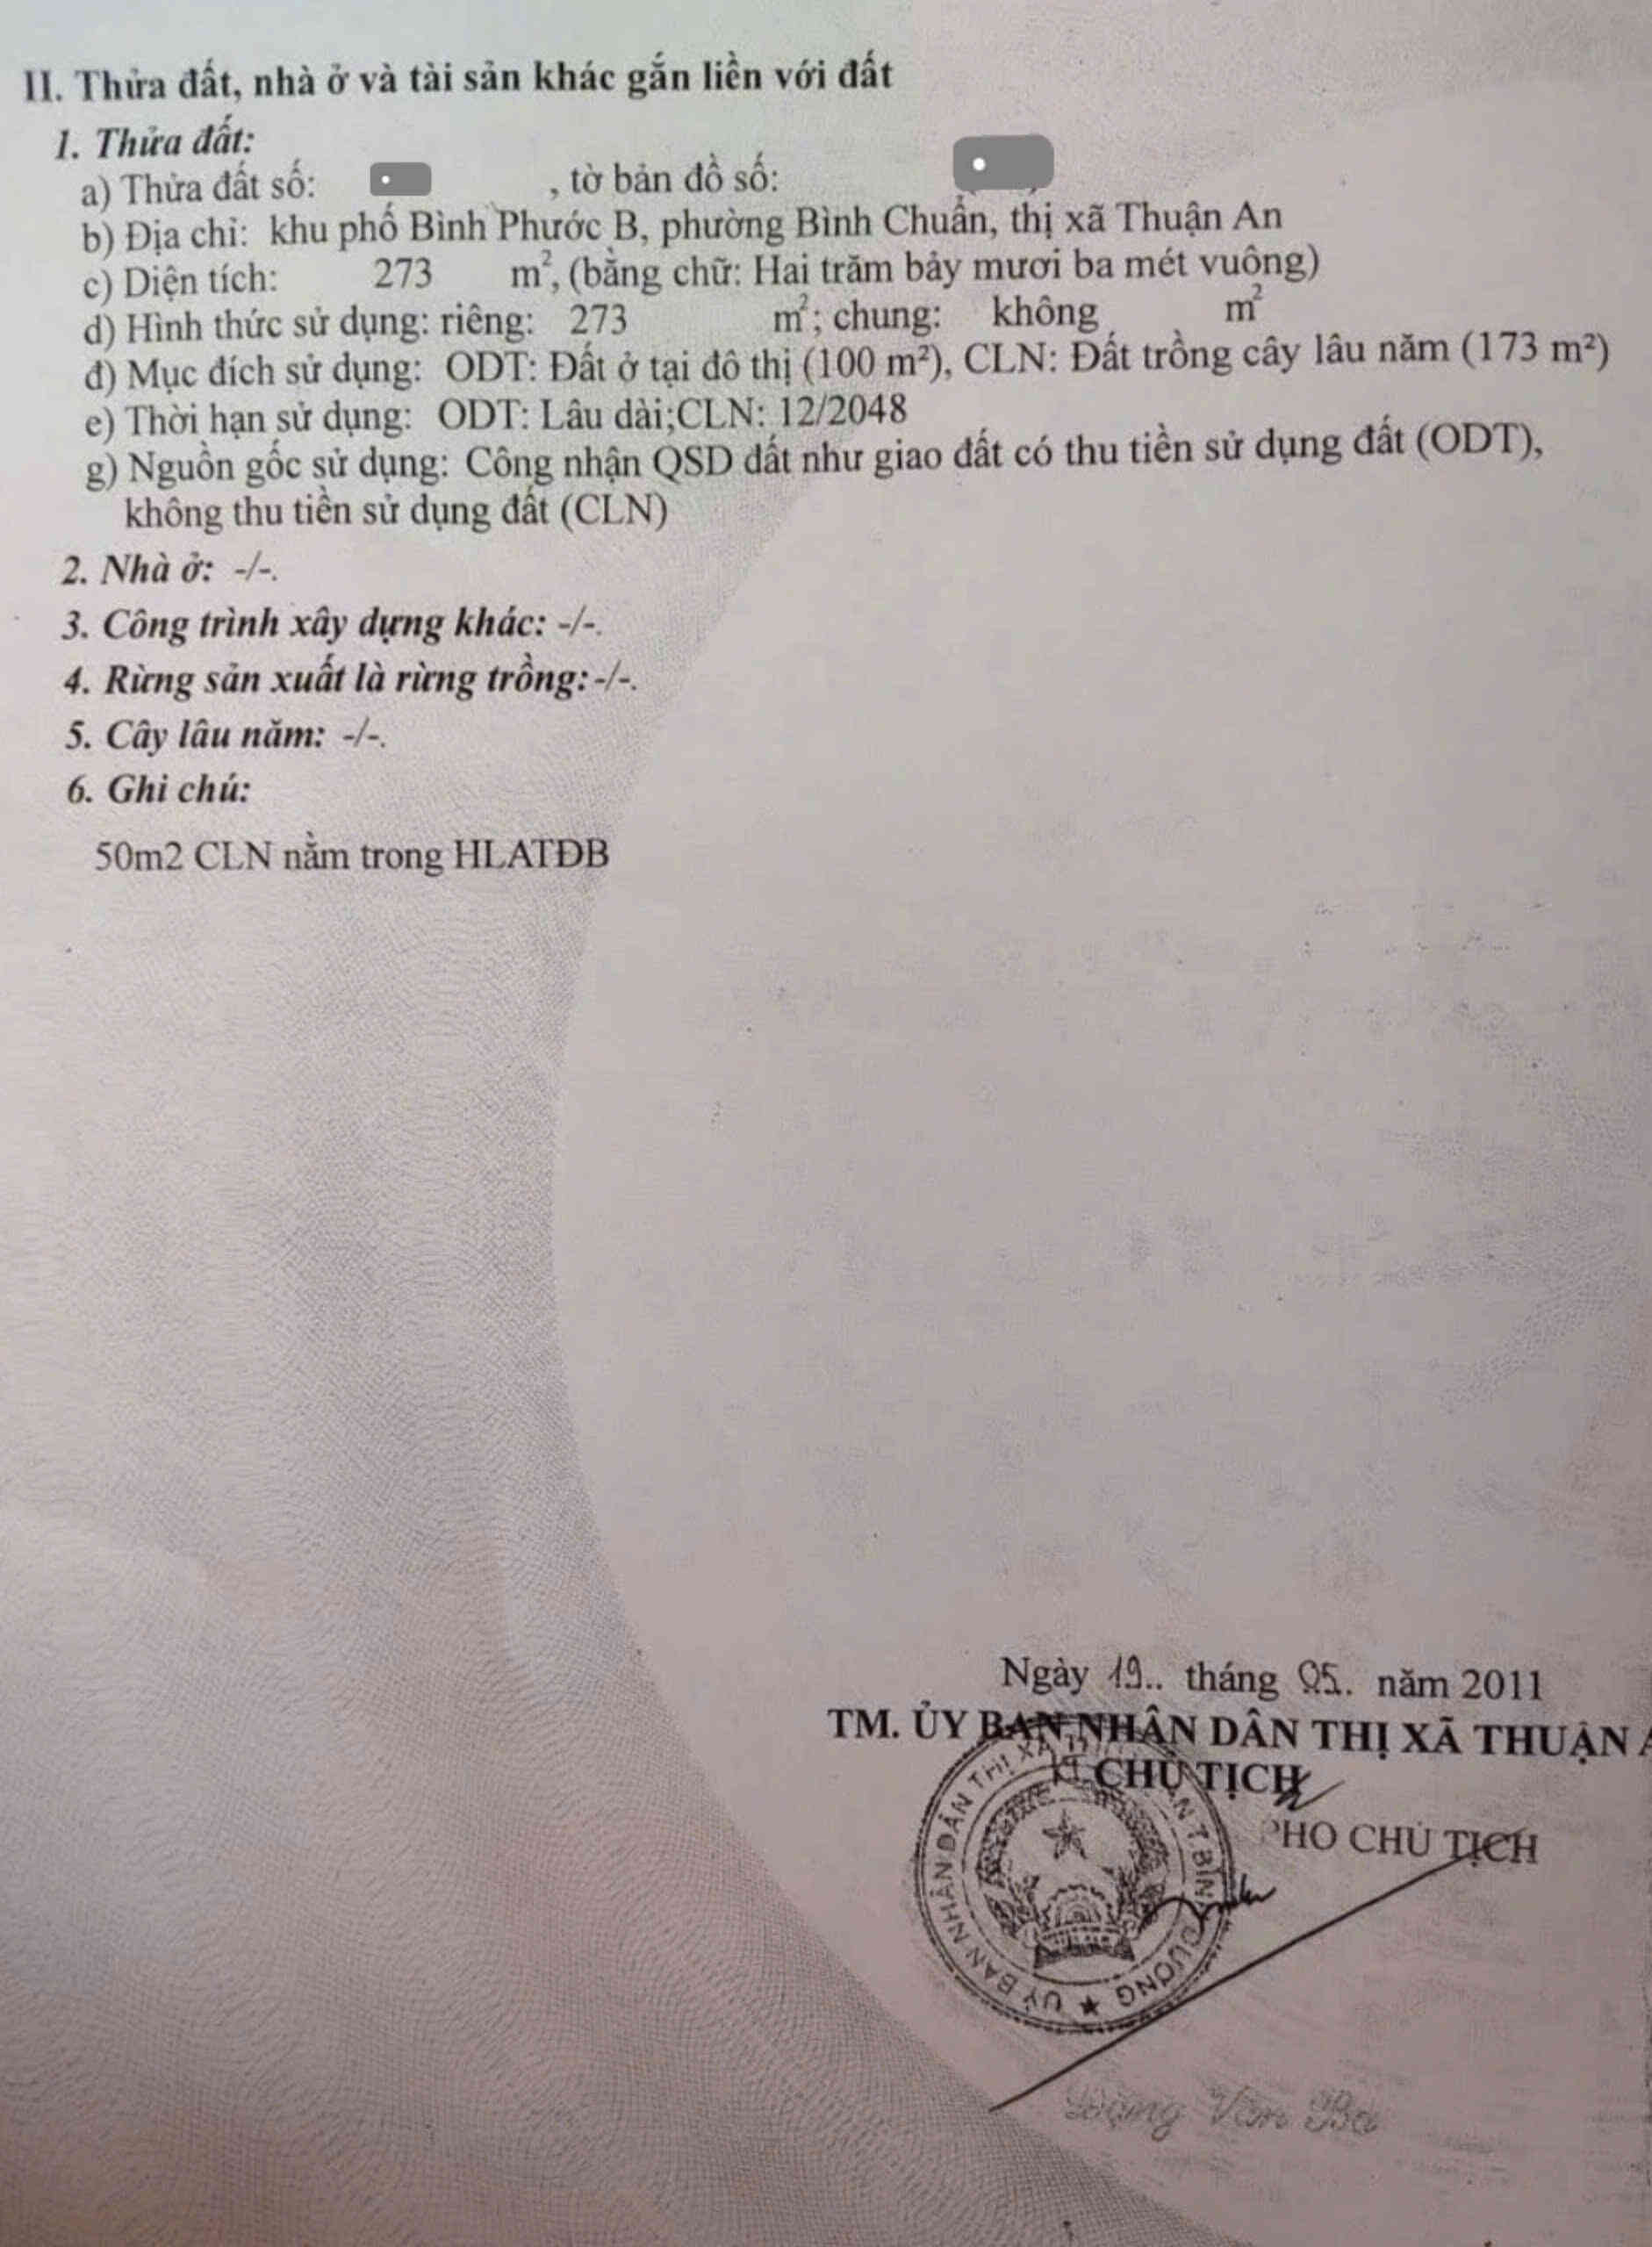 II. Thửa đất, nhà ở và tài sản khác gắn liền với đất
1. Thửa đất:
a) Thửa đất số: , tờ bản đồ số:
b) Địa chỉ: khu phố Bình Phước B, phường Bình Chuẩn, thị xã Thuận An
c) Diện tích: 273 m², (bằng chữ: Hai trăm bảy mươi ba mét vuông)
d) Hình thức sử dụng: riêng: 273 m²; chung: không m²
đ) Mục đích sử dụng: ODT: Đất ở tại đô thị (100 m²), CLN: Đất trồng cây lâu năm (173 m²)
e) Thời hạn sử dụng: ODT: Lâu dài;CLN: 12/2048
g) Nguồn gốc sử dụng: Công nhận QSD đất như giao đất có thu tiền sử dụng đất (ODT),
không thu tiền sử dụng đất (CLN)
2. Nhà ở: -/-.
3. Công trình xây dựng khác: -/-.
4. Rừng sản xuất là rừng trồng: -/-.
5. Cây lâu năm: -/-.
6. Ghi chú:
50m2 CLN nằm trong HLATĐB
Ngày 19.. tháng 05. năm 2011
TM. ỦY BAN NHÂN DÂN THỊ XÃ THUẬN A
KT. CHỦ TỊCH
PHÓ CHỦ TỊCH
ỦY BAN NHÂN DÂN THỊ XÃ
Văn Ba